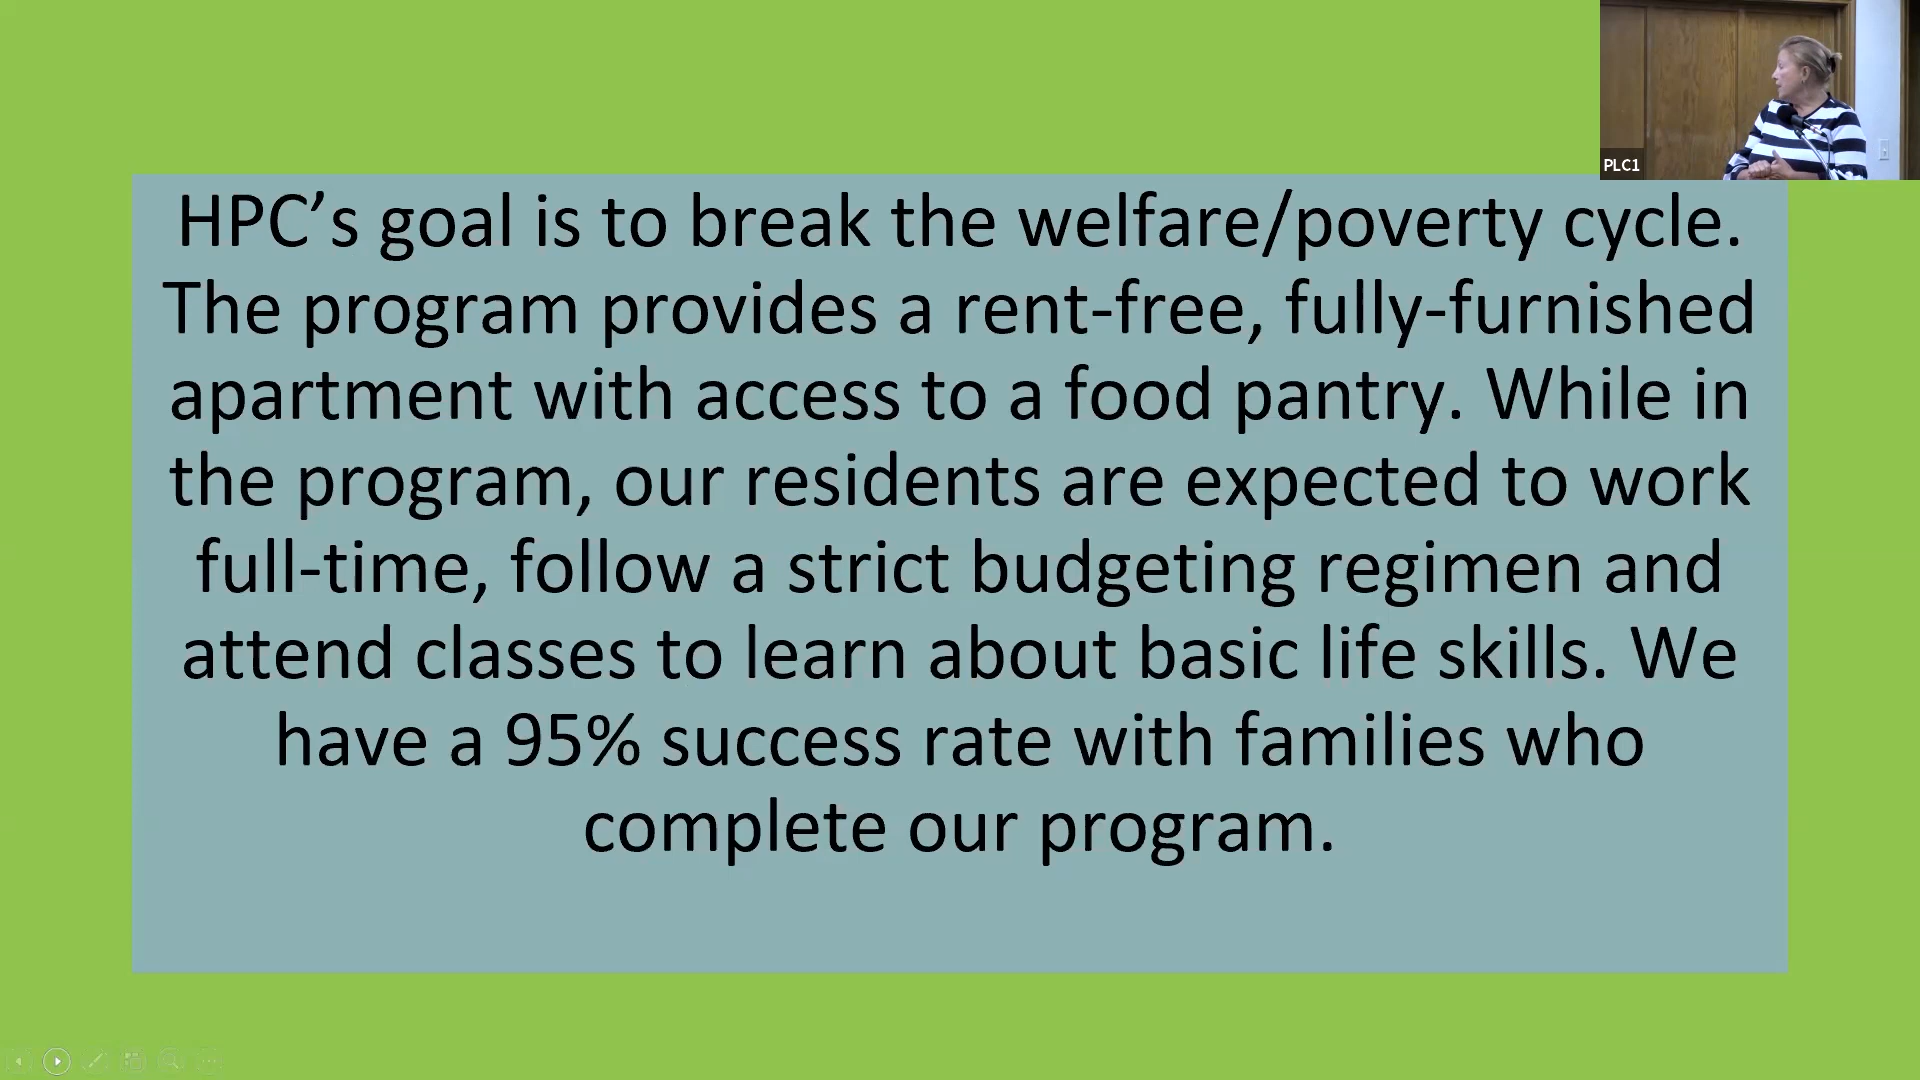 PLC1
HPC’s goal is to break the welfare/poverty cycle.
The program provides a rent-free, fully-furnished
apartment with access to a food pantry. While in
the program, our residents are expected to work
full-time, follow a strict budgeting regimen and
attend classes to learn about basic life skills. We
have a 95% success rate with families who
complete our program.